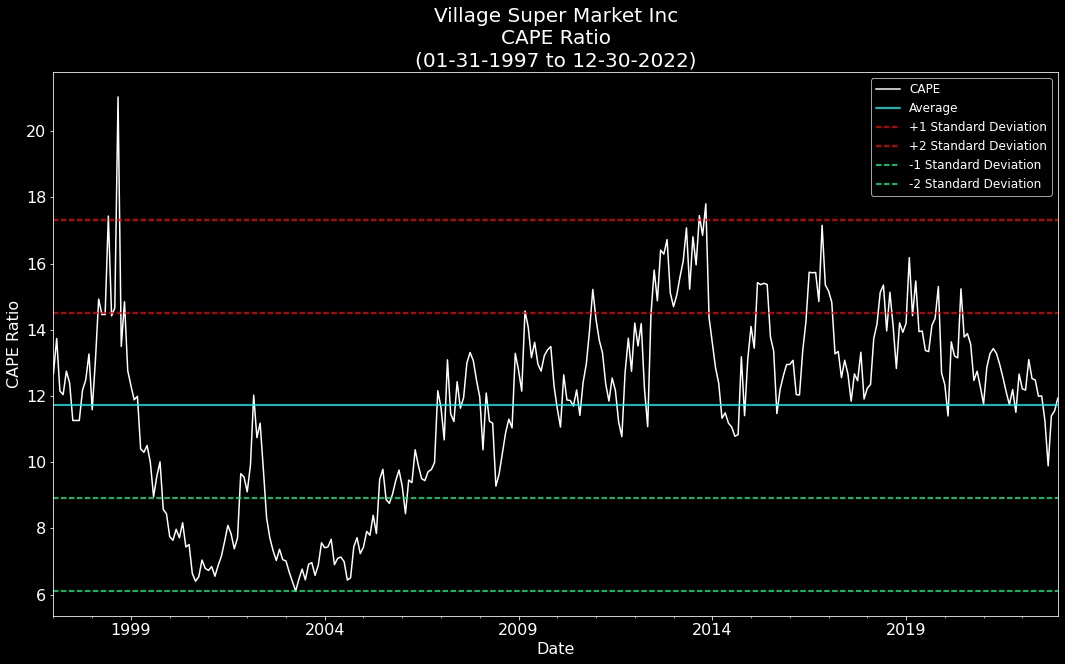 Village Super Market Inc
CAPE Ratio
(01-31-1997 to 12-30-2022)
CAPE
Average
+1 Standard Deviation
+2 Standard Deviation
-1 Standard Deviation
-2 Standard Deviation
CAPE Ratio
20
18
16
14
12
10
8
6
1999
2004
2009
2014
2019
Date